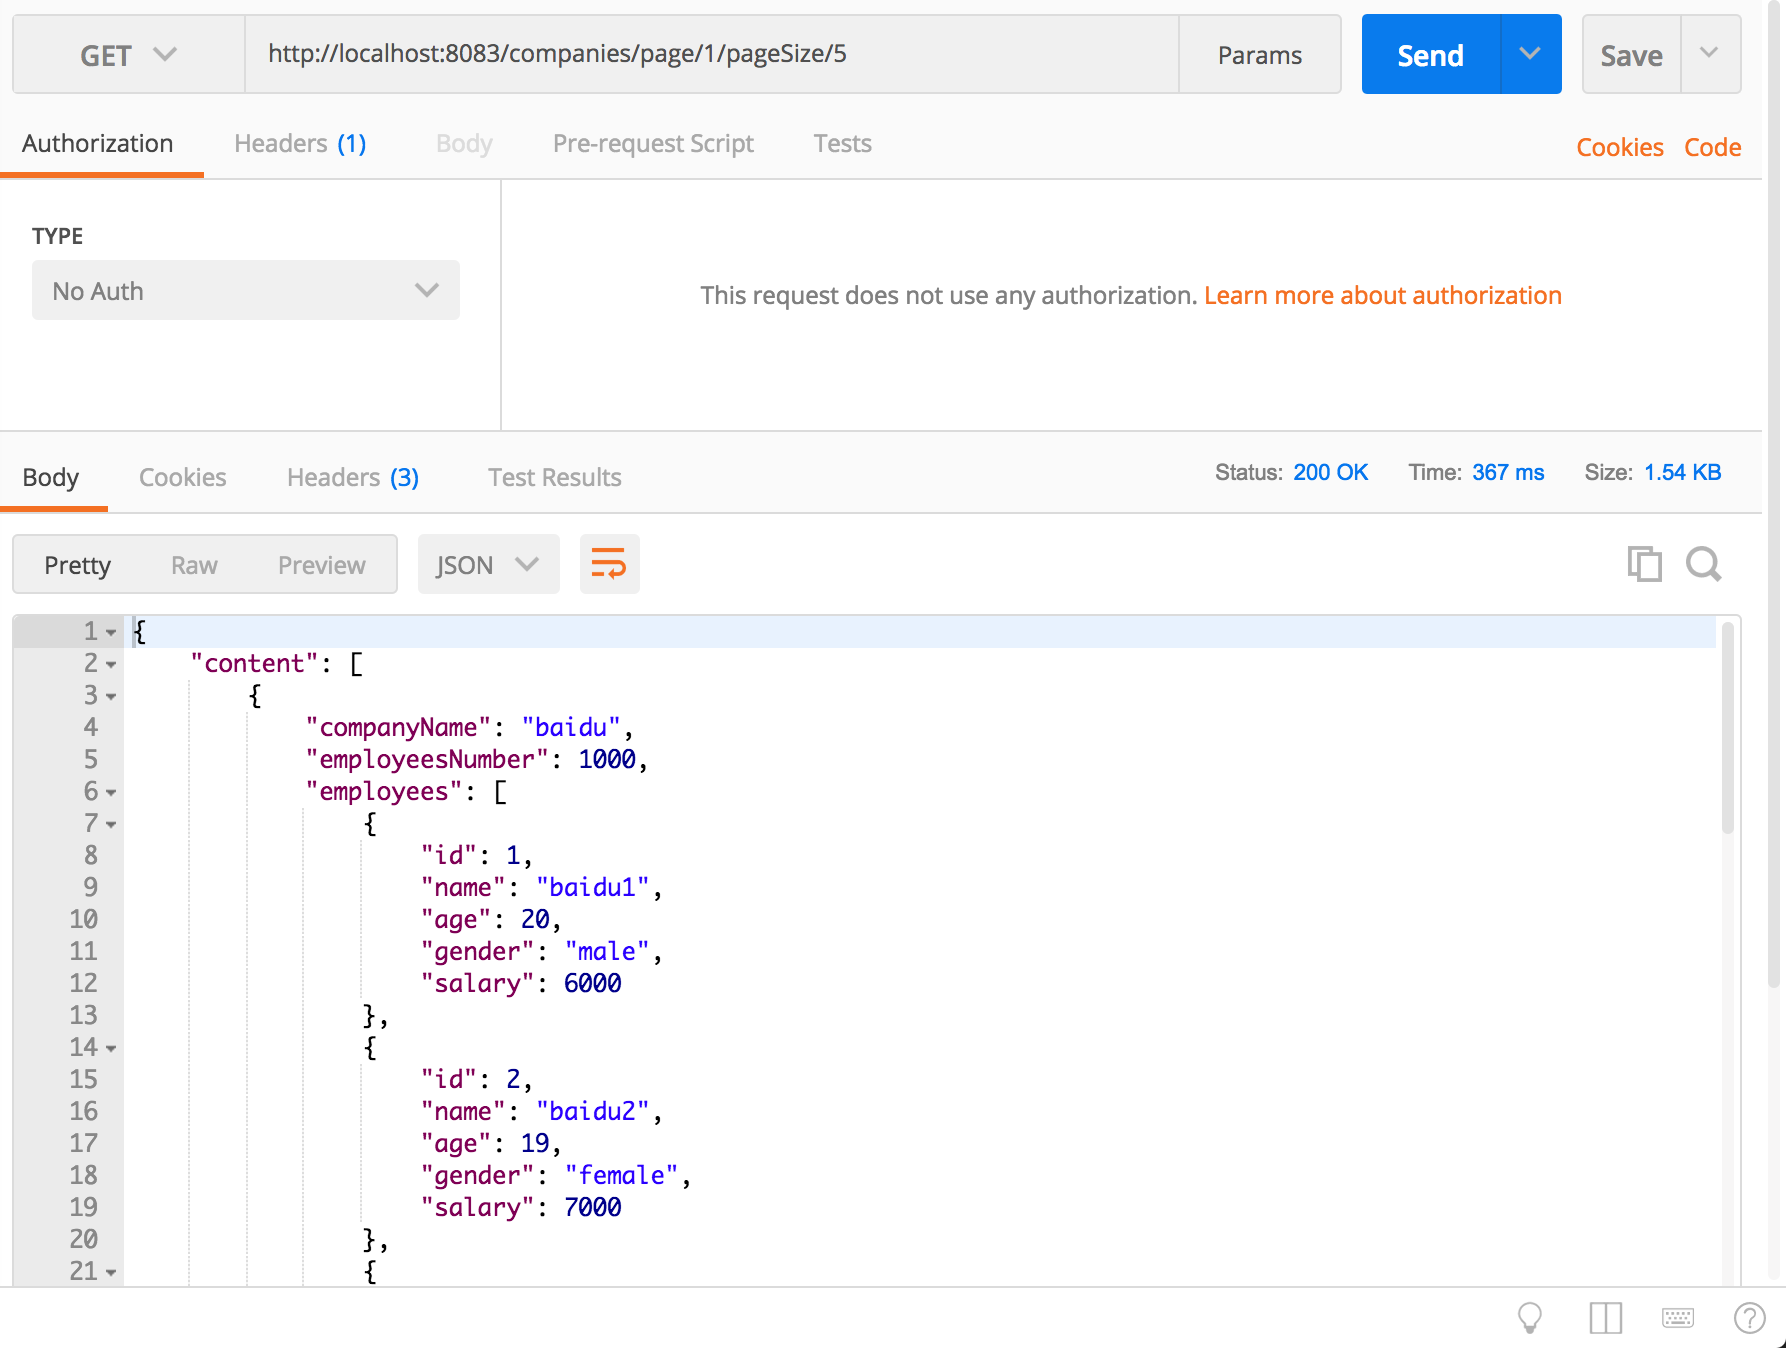 GET http://localhost:8083/companies/page/1/pageSize/5 Params Send Save
Authorization Headers (1) Body Pre-request Script Tests Cookies Code
TYPE
No Auth
This request does not use any authorization. Learn more about authorization
Body Cookies Headers (3) Test Results Status: 200 OK Time: 367 ms Size: 1.54 KB
Pretty Raw Preview JSON
1 {
2 "content": [
3 {
4 "companyName": "baidu",
5 "employeesNumber": 1000,
6 "employees": [
7 {
8 "id": 1,
9 "name": "baidu1",
10 "age": 20,
11 "gender": "male",
12 "salary": 6000
13 },
14 {
15 "id": 2,
16 "name": "baidu2",
17 "age": 19,
18 "gender": "female",
19 "salary": 7000
20 },
21 {